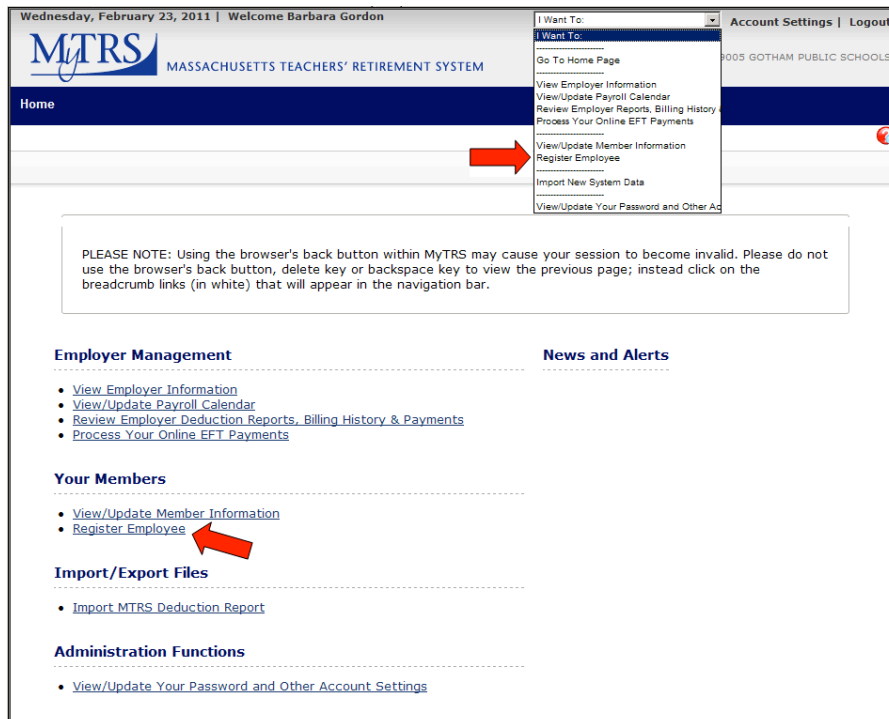 Wednesday, February 23, 2011 | Welcome Barbara Gordon
I Want To:
Account Settings | Logout
MyTRS
MASSACHUSETTS TEACHERS' RETIREMENT SYSTEM
9005 GOTHAM PUBLIC SCHOOLS
I Want To:
------------------------
Go To Home Page
------------------------
View Employer Information
View/Update Payroll Calendar
Review Employer Reports, Billing History
Process Your Online EFT Payments
------------------------
View/Update Member Information
Register Employee
------------------------
Import New System Data
------------------------
View/Update Your Password and Other Ac
Home
PLEASE NOTE: Using the browser's back button within MyTRS may cause your session to become invalid. Please do not
use the browser's back button, delete key or backspace key to view the previous page; instead click on the
breadcrumb links (in white) that will appear in the navigation bar.
Employer Management
• View Employer Information
• View/Update Payroll Calendar
• Review Employer Deduction Reports, Billing History & Payments
• Process Your Online EFT Payments
News and Alerts
Your Members
• View/Update Member Information
• Register Employee
Import/Export Files
• Import MTRS Deduction Report
Administration Functions
• View/Update Your Password and Other Account Settings